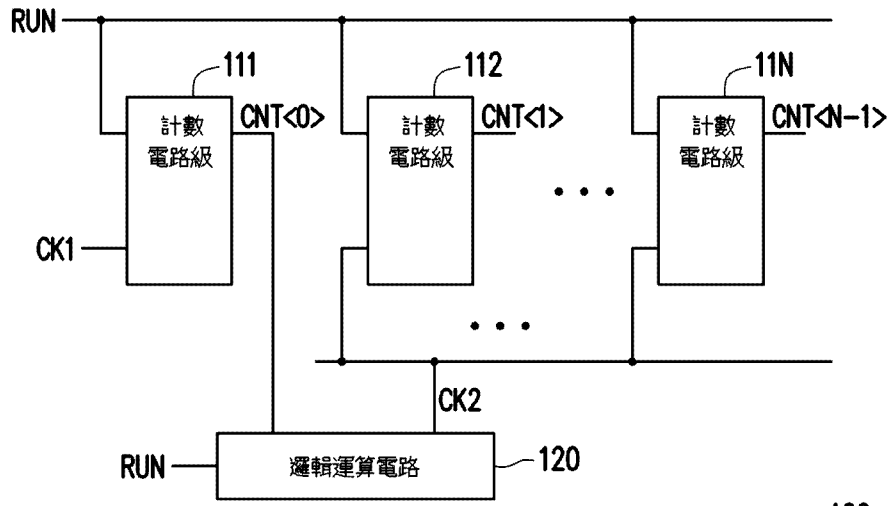 RUN
111
112
11N
計數
電路級
CNT<0>
計數
電路級
CNT<1>
計數
電路級
CNT<N-1>
CK1
CK2
RUN
邏輯運算電路
120